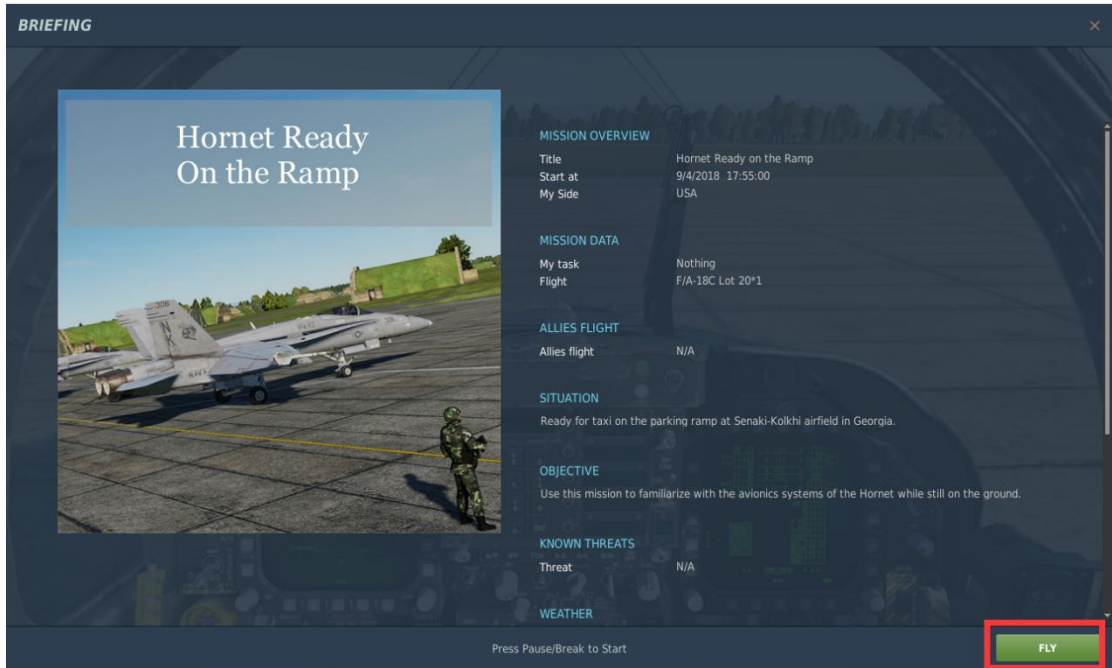 BRIEFING
×
Hornet Ready
On the Ramp
MISSION OVERVIEW
Title Hornet Ready on the Ramp
Start at 9/4/2018 17:55:00
My Side USA
MISSION DATA
My task Nothing
Flight F/A-18C Lot 20*1
ALLIES FLIGHT
Allies flight N/A
SITUATION
Ready for taxi on the parking ramp at Senaki-Kolkhi airfield in Georgia.
OBJECTIVE
Use this mission to familiarize with the avionics systems of the Hornet while still on the ground.
KNOWN THREATS
Threat N/A
WEATHER
Press Pause/Break to Start
FLY
306
NK
NAVY